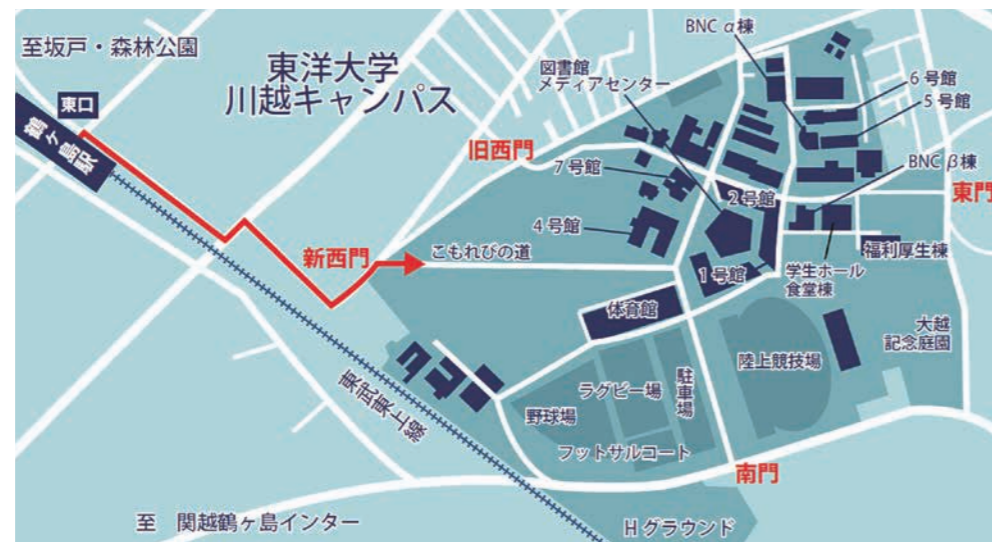 至坂戸・森林公園
東洋大学
川越キャンパス
東口
鶴ヶ島駅
BNC α棟
図書館
メディアセンター
6 号館
5 号館
旧西門
7 号館
BNC β棟
2 号館
東門
4 号館
新西門
こもれびの道
1 号館
学生ホール
食堂棟
福利厚生棟
体育館
大越
記念庭園
陸上競技場
東武東上線
ラグビー場
駐車場
野球場
フットサルコート
南門
至　関越鶴ヶ島インター
H グラウンド